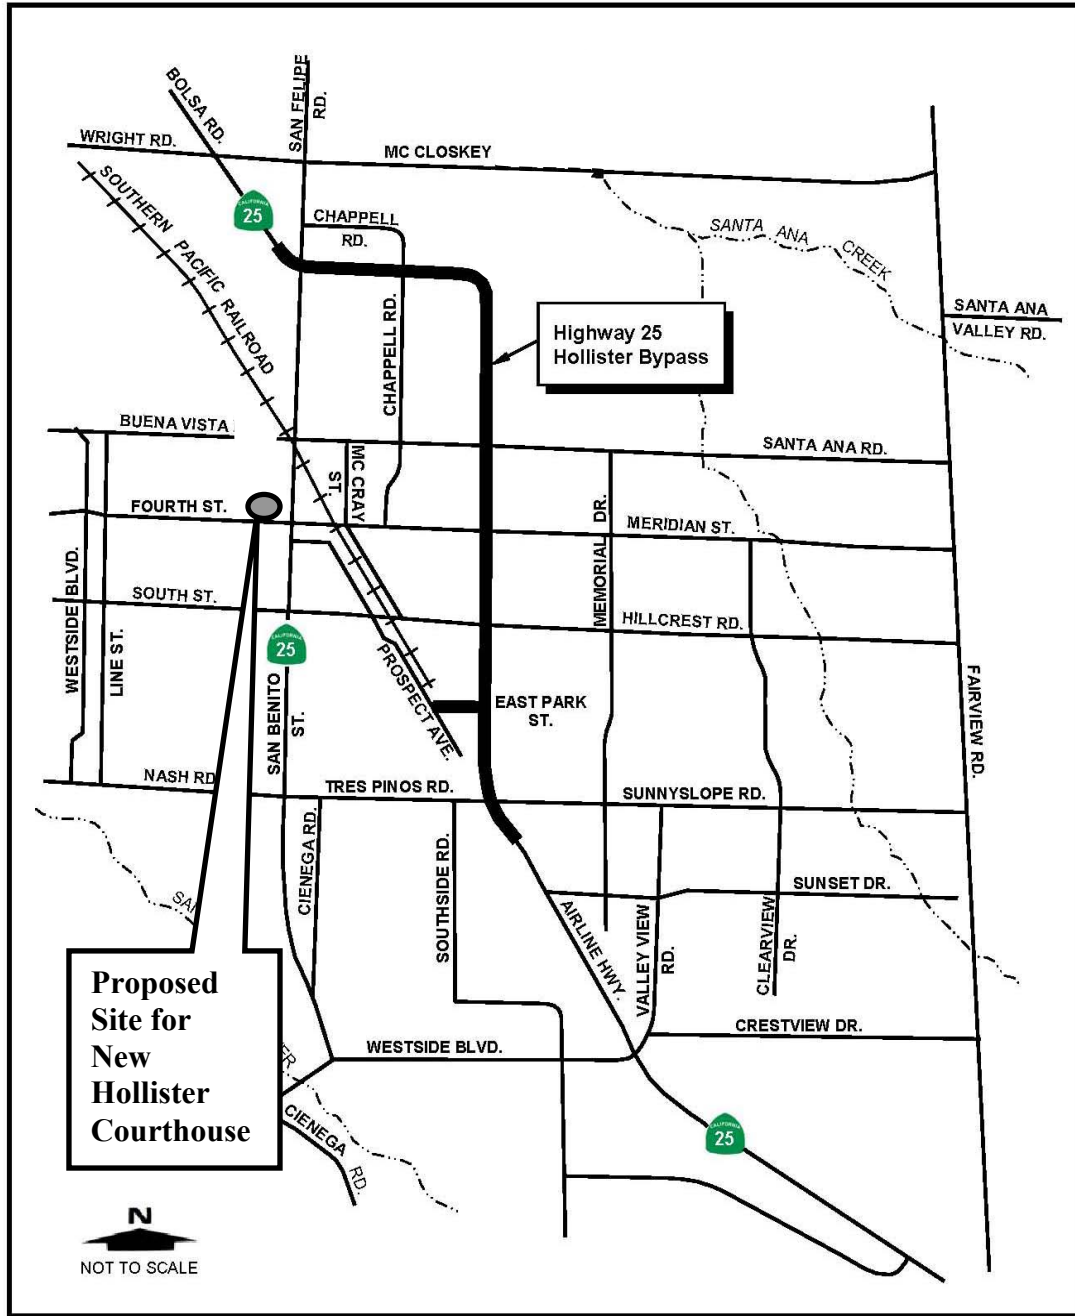 BOLSA RD.
SAN FELIPE
RD.
WRIGHT RD.
MC CLOSKEY
SOUTHERN PACIFIC RAILROAD
CALIFORNIA
25
CHAPPELL
RD.
SANTA ANA CREEK
SANTA ANA
VALLEY RD.
Highway 25
Hollister Bypass
CHAPPELL RD.
BUENA VISTA
SANTA ANA RD.
MC CRAY
ST.
FOURTH ST.
MERIDIAN ST.
MEMORIAL DR.
WESTSIDE BLVD.
LINE ST.
SOUTH ST.
HILLCREST RD.
CALIFORNIA
25
PROSPECT AVE.
SAN BENITO
ST.
EAST PARK
ST.
FAIRVIEW RD.
NASH RD
TRES PINOS RD.
SUNNYSLOPE RD.
CIENEGA RD.
SOUTHSIDE RD.
SUNSET DR.
AIRLINE HWY.
VALLEY VIEW
RD.
CLEARVIEW
DR.
CRESTVIEW DR.
WESTSIDE BLVD.
Proposed
Site for
New
Hollister
Courthouse
CIENEGA
RD.
CALIFORNIA
25
N
NOT TO SCALE